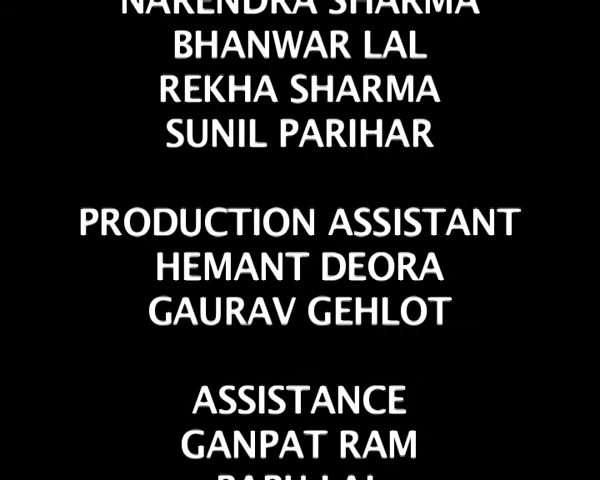 NARENDRA SHARMA
BHANWAR LAL
REKHA SHARMA
SUNIL PARIHAR
PRODUCTION ASSISTANT
HEMANT DEORA
GAURAV GEHLOT
ASSISTANCE
GANPAT RAM
BABU LAL